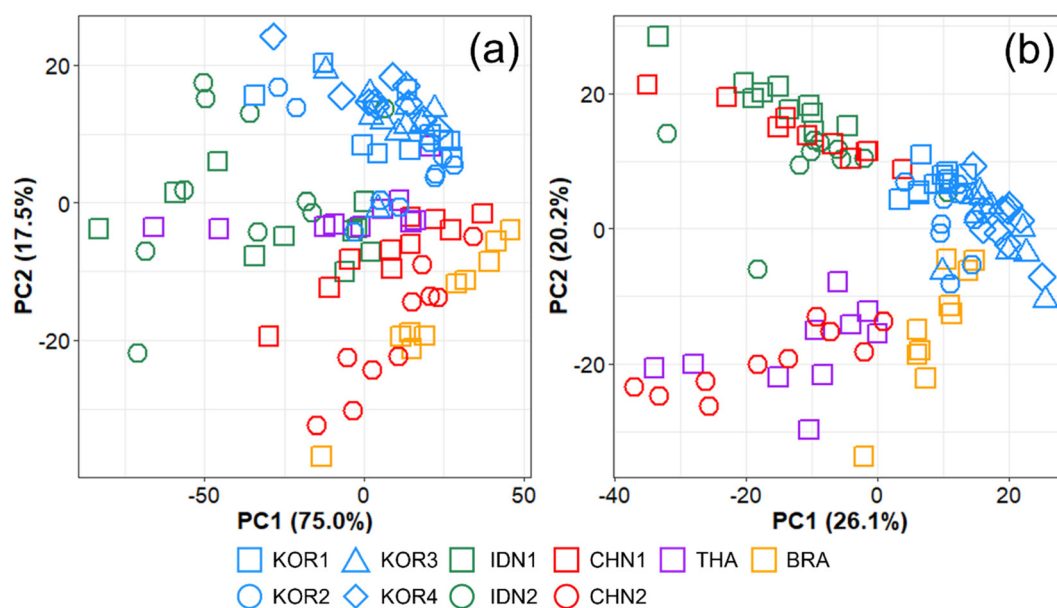 (a)
20
0
-20
PC2 (17.5%)
-50
0
50
PC1 (75.0%)
(b)
20
0
-20
PC2 (20.2%)
-40
-20
0
20
PC1 (26.1%)
KOR1 KOR3 IDN1 CHN1 THA BRA
KOR2 KOR4 IDN2 CHN2